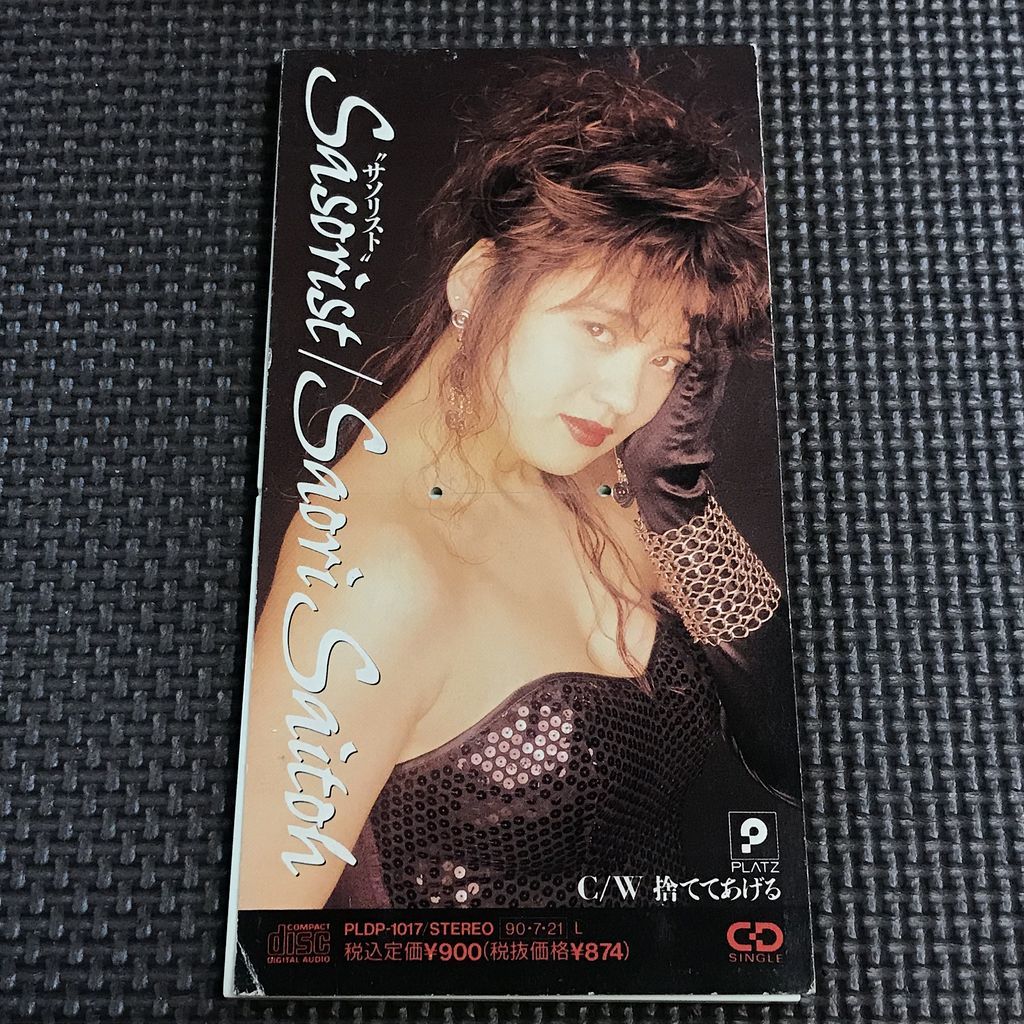 Sasorist/Saori Saitoh
"サソリスト"
PLATZ
C/W 捨ててあげる
COMPACT
disc
DIGITAL AUDIO
PLDP-1017/STEREO 90・7・21 L
税込定価¥900(税抜価格¥874)
CD
SINGLE